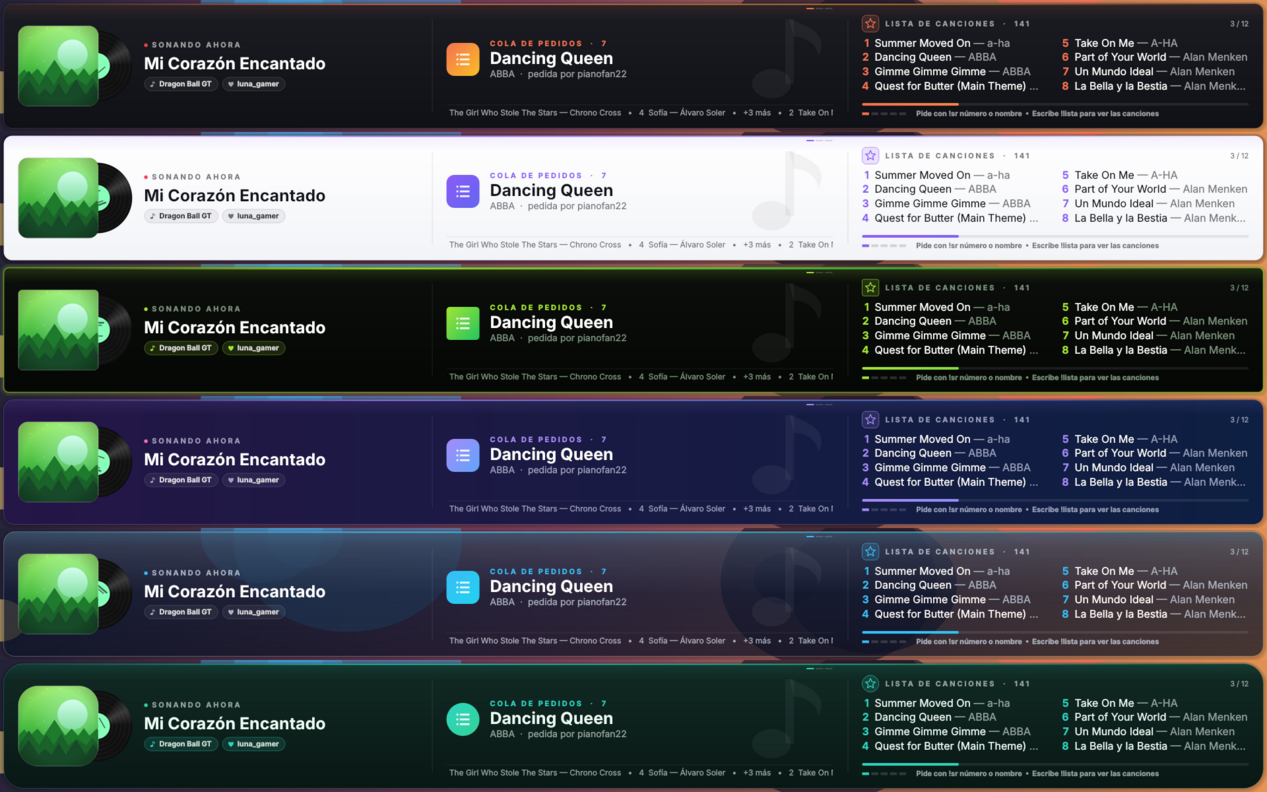 SONANDO AHORA
Mi Corazón Encantado
Dragon Ball GT luna_gamer
COLA DE PEDIDOS · 7
Dancing Queen
ABBA · pedida por pianofan22
The Girl Who Stole The Stars — Chrono Cross • 4 Sofía — Álvaro Soler • +3 más • 2 Take On
LISTA DE CANCIONES · 141
3 / 12
1 Summer Moved On — a-ha
2 Dancing Queen — ABBA
3 Gimme Gimme Gimme — ABBA
4 Quest for Butter (Main Theme) ...
5 Take On Me — A-HA
6 Part of Your World — Alan Menken
7 Un Mundo Ideal — Alan Menken
8 La Bella y la Bestia — Alan Menk...
Pide con !sr número o nombre • Escribe !lista para ver las canciones
SONANDO AHORA
Mi Corazón Encantado
Dragon Ball GT luna_gamer
COLA DE PEDIDOS · 7
Dancing Queen
ABBA · pedida por pianofan22
The Girl Who Stole The Stars — Chrono Cross • 4 Sofía — Álvaro Soler • +3 más • 2 Take On
LISTA DE CANCIONES · 141
3 / 12
1 Summer Moved On — a-ha
2 Dancing Queen — ABBA
3 Gimme Gimme Gimme — ABBA
4 Quest for Butter (Main Theme) ...
5 Take On Me — A-HA
6 Part of Your World — Alan Menken
7 Un Mundo Ideal — Alan Menken
8 La Bella y la Bestia — Alan Menk...
Pide con !sr número o nombre • Escribe !lista para ver las canciones
SONANDO AHORA
Mi Corazón Encantado
Dragon Ball GT luna_gamer
COLA DE PEDIDOS · 7
Dancing Queen
ABBA · pedida por pianofan22
The Girl Who Stole The Stars — Chrono Cross • 4 Sofía — Álvaro Soler • +3 más • 2 Take On
LISTA DE CANCIONES · 141
3 / 12
1 Summer Moved On — a-ha
2 Dancing Queen — ABBA
3 Gimme Gimme Gimme — ABBA
4 Quest for Butter (Main Theme) ...
5 Take On Me — A-HA
6 Part of Your World — Alan Menken
7 Un Mundo Ideal — Alan Menken
8 La Bella y la Bestia — Alan Menk...
Pide con !sr número o nombre • Escribe !lista para ver las canciones
SONANDO AHORA
Mi Corazón Encantado
Dragon Ball GT luna_gamer
COLA DE PEDIDOS · 7
Dancing Queen
ABBA · pedida por pianofan22
The Girl Who Stole The Stars — Chrono Cross • 4 Sofía — Álvaro Soler • +3 más • 2 Take On
LISTA DE CANCIONES · 141
3 / 12
1 Summer Moved On — a-ha
2 Dancing Queen — ABBA
3 Gimme Gimme Gimme — ABBA
4 Quest for Butter (Main Theme) ...
5 Take On Me — A-HA
6 Part of Your World — Alan Menken
7 Un Mundo Ideal — Alan Menken
8 La Bella y la Bestia — Alan Menk...
Pide con !sr número o nombre • Escribe !lista para ver las canciones
SONANDO AHORA
Mi Corazón Encantado
Dragon Ball GT luna_gamer
COLA DE PEDIDOS · 7
Dancing Queen
ABBA · pedida por pianofan22
The Girl Who Stole The Stars — Chrono Cross • 4 Sofía — Álvaro Soler • +3 más • 2 Take On
LISTA DE CANCIONES · 141
3 / 12
1 Summer Moved On — a-ha
2 Dancing Queen — ABBA
3 Gimme Gimme Gimme — ABBA
4 Quest for Butter (Main Theme) ...
5 Take On Me — A-HA
6 Part of Your World — Alan Menken
7 Un Mundo Ideal — Alan Menken
8 La Bella y la Bestia — Alan Menk...
Pide con !sr número o nombre • Escribe !lista para ver las canciones
SONANDO AHORA
Mi Corazón Encantado
Dragon Ball GT luna_gamer
COLA DE PEDIDOS · 7
Dancing Queen
ABBA · pedida por pianofan22
The Girl Who Stole The Stars — Chrono Cross • 4 Sofía — Álvaro Soler • +3 más • 2 Take On
LISTA DE CANCIONES · 141
3 / 12
1 Summer Moved On — a-ha
2 Dancing Queen — ABBA
3 Gimme Gimme Gimme — ABBA
4 Quest for Butter (Main Theme) ...
5 Take On Me — A-HA
6 Part of Your World — Alan Menken
7 Un Mundo Ideal — Alan Menken
8 La Bella y la Bestia — Alan Menk...
Pide con !sr número o nombre • Escribe !lista para ver las canciones